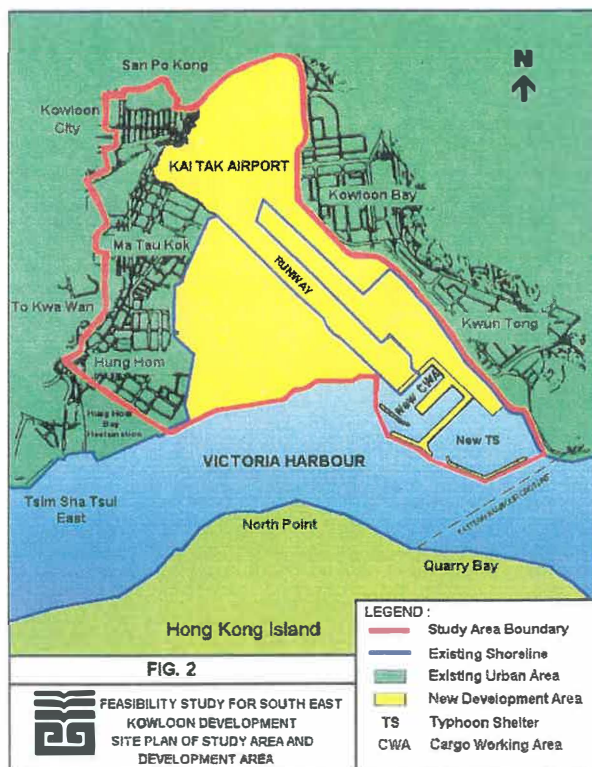 San Po Kong
N
Kowloon
City
KAI TAK AIRPORT
Kowloon Bay
Ma Tau Kok
RUNWAY
To Kwa Wan
Kwun Tong
Hung Hom
New CWA
Hung Hom
Bay
Reclamation
New TS
VICTORIA HARBOUR
Tsim Sha Tsui
East
EASTERN HARBOUR CROSSING
North Point
Quarry Bay
Hong Kong Island
LEGEND :
Study Area Boundary
Existing Shoreline
Existing Urban Area
New Development Area
TS Typhoon Shelter
CWA Cargo Working Area
FIG. 2
FEASIBILITY STUDY FOR SOUTH EAST
KOWLOON DEVELOPMENT
SITE PLAN OF STUDY AREA AND
DEVELOPMENT AREA